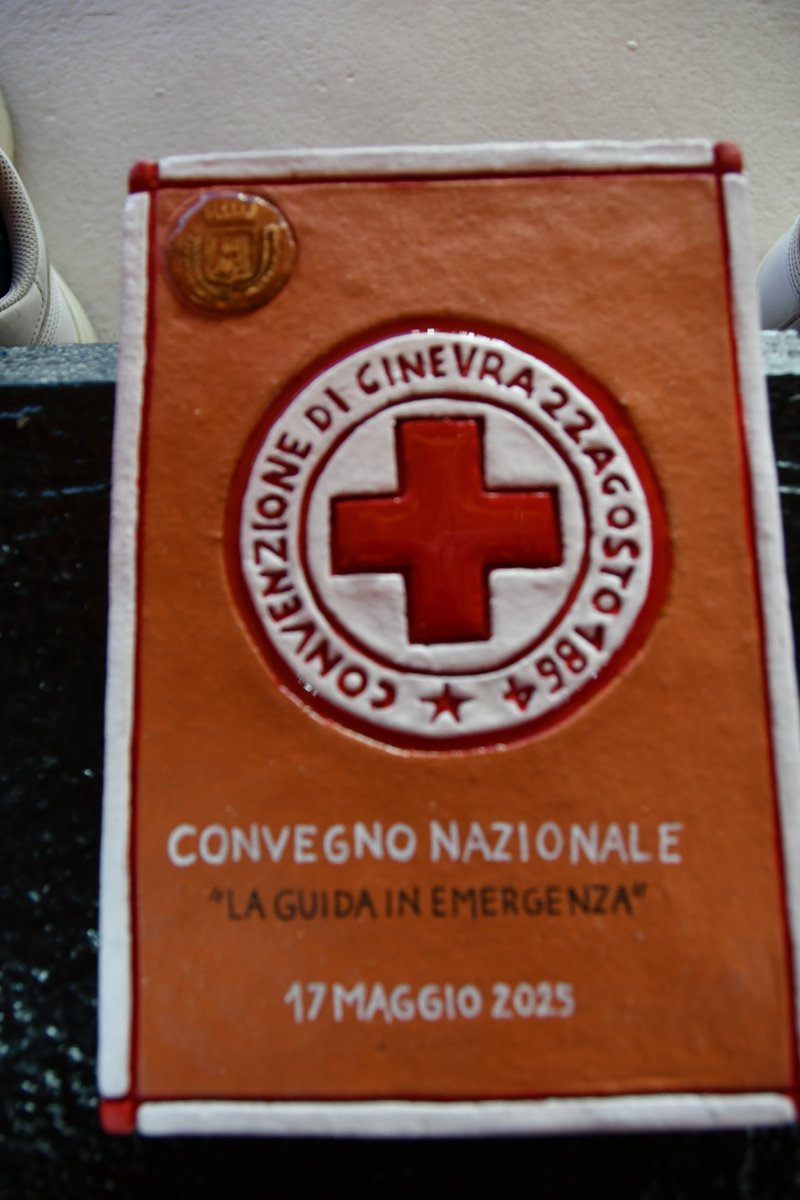 CONVENZIONE DI GINEVRA 22 AGOSTO 1864
CONVEGNO NAZIONALE
"LA GUIDA IN EMERGENZA"
17 MAGGIO 2025